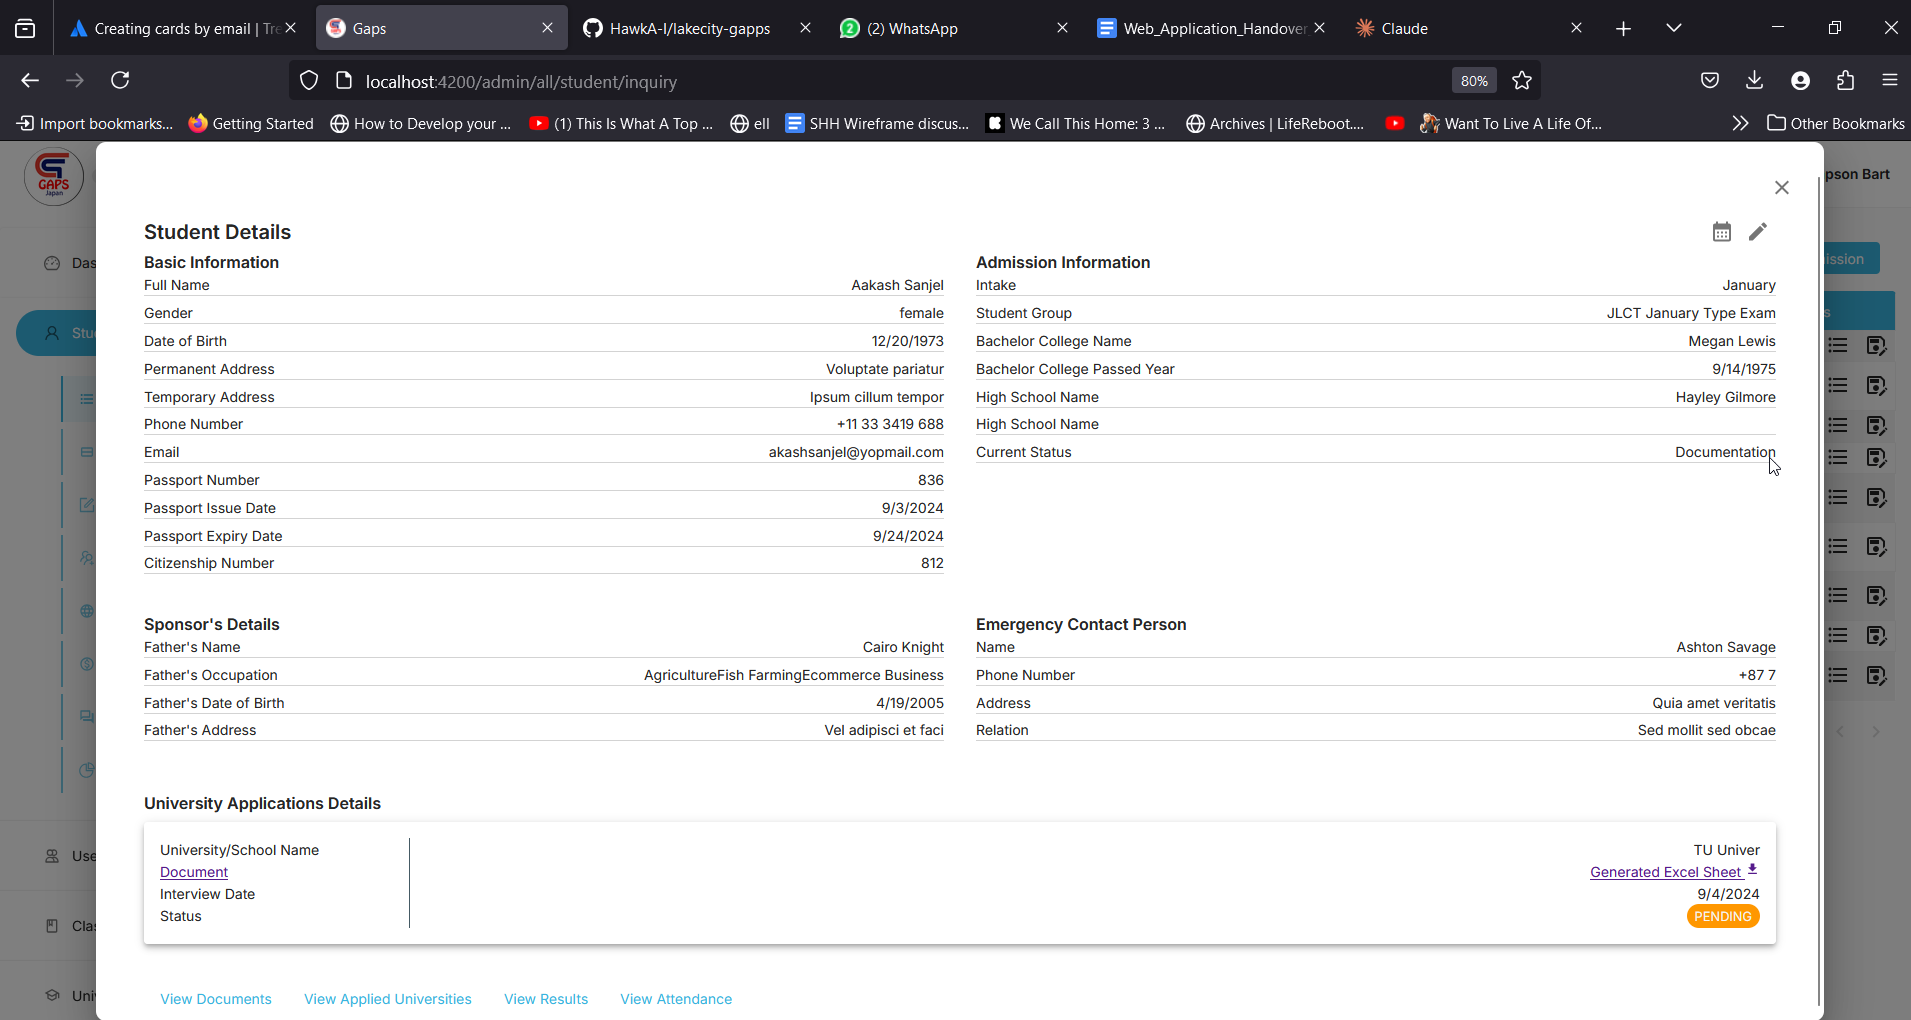 Creating cards by email | Tre
Gaps
HawkA-I/lakecity-gapps
(2) WhatsApp
Web_Application_Handover
Claude
localhost:4200/admin/all/student/inquiry
80%
Import bookmarks...
Getting Started
How to Develop your ...
(1) This Is What A Top ...
ell
SHH Wireframe discus...
We Call This Home: 3 ...
Archives | LifeReboot....
Want To Live A Life Of...
Other Bookmarks
GAPS
Japan
pson Bart
Das
ission
Stu
s
Use
Clas
Uni
Student Details
Basic Information
Full Name Aakash Sanjel
Gender female
Date of Birth 12/20/1973
Permanent Address Voluptate pariatur
Temporary Address Ipsum cillum tempor
Phone Number +11 33 3419 688
Email akashsanjel@yopmail.com
Passport Number 836
Passport Issue Date 9/3/2024
Passport Expiry Date 9/24/2024
Citizenship Number 812
Admission Information
Intake January
Student Group JLCT January Type Exam
Bachelor College Name Megan Lewis
Bachelor College Passed Year 9/14/1975
High School Name Hayley Gilmore
High School Name
Current Status Documentation
Sponsor's Details
Father's Name Cairo Knight
Father's Occupation AgricultureFish FarmingEcommerce Business
Father's Date of Birth 4/19/2005
Father's Address Vel adipisci et faci
Emergency Contact Person
Name Ashton Savage
Phone Number +87 7
Address Quia amet veritatis
Relation Sed mollit sed obcae
University Applications Details
University/School Name TU Univer
Document Generated Excel Sheet
Interview Date 9/4/2024
Status PENDING
View Documents View Applied Universities View Results View Attendance